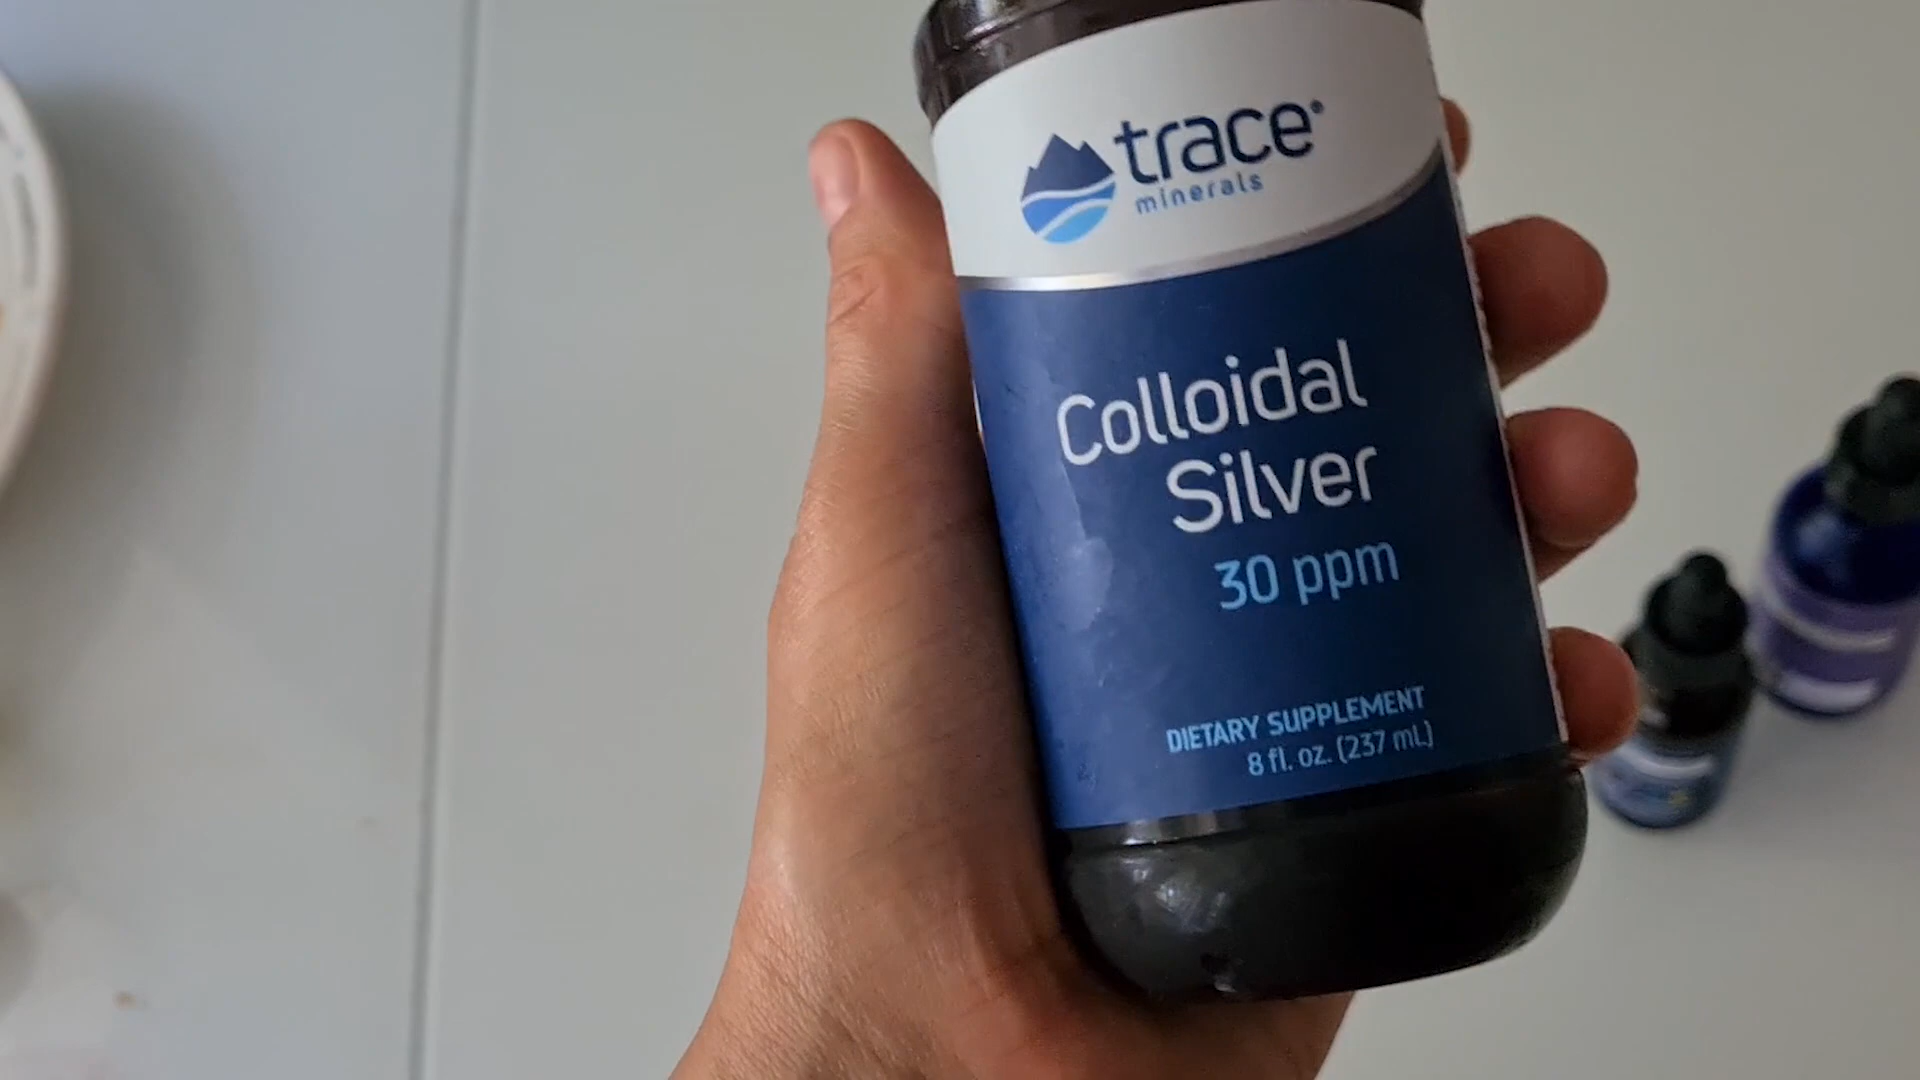 trace
minerals
Colloidal
Silver
30 ppm
DIETARY SUPPLEMENT
8 fl. oz. (237 mL)